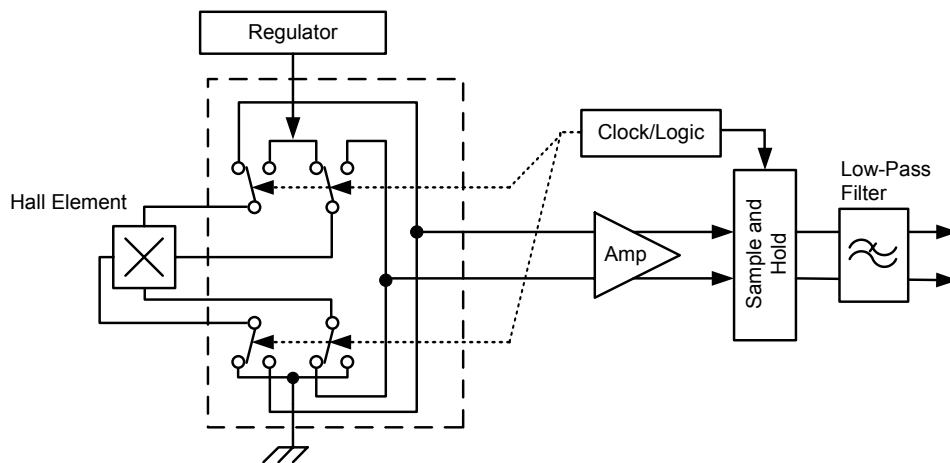 Regulator
Clock/Logic
Low-Pass
Filter
Hall Element
Amp
Sample and
Hold